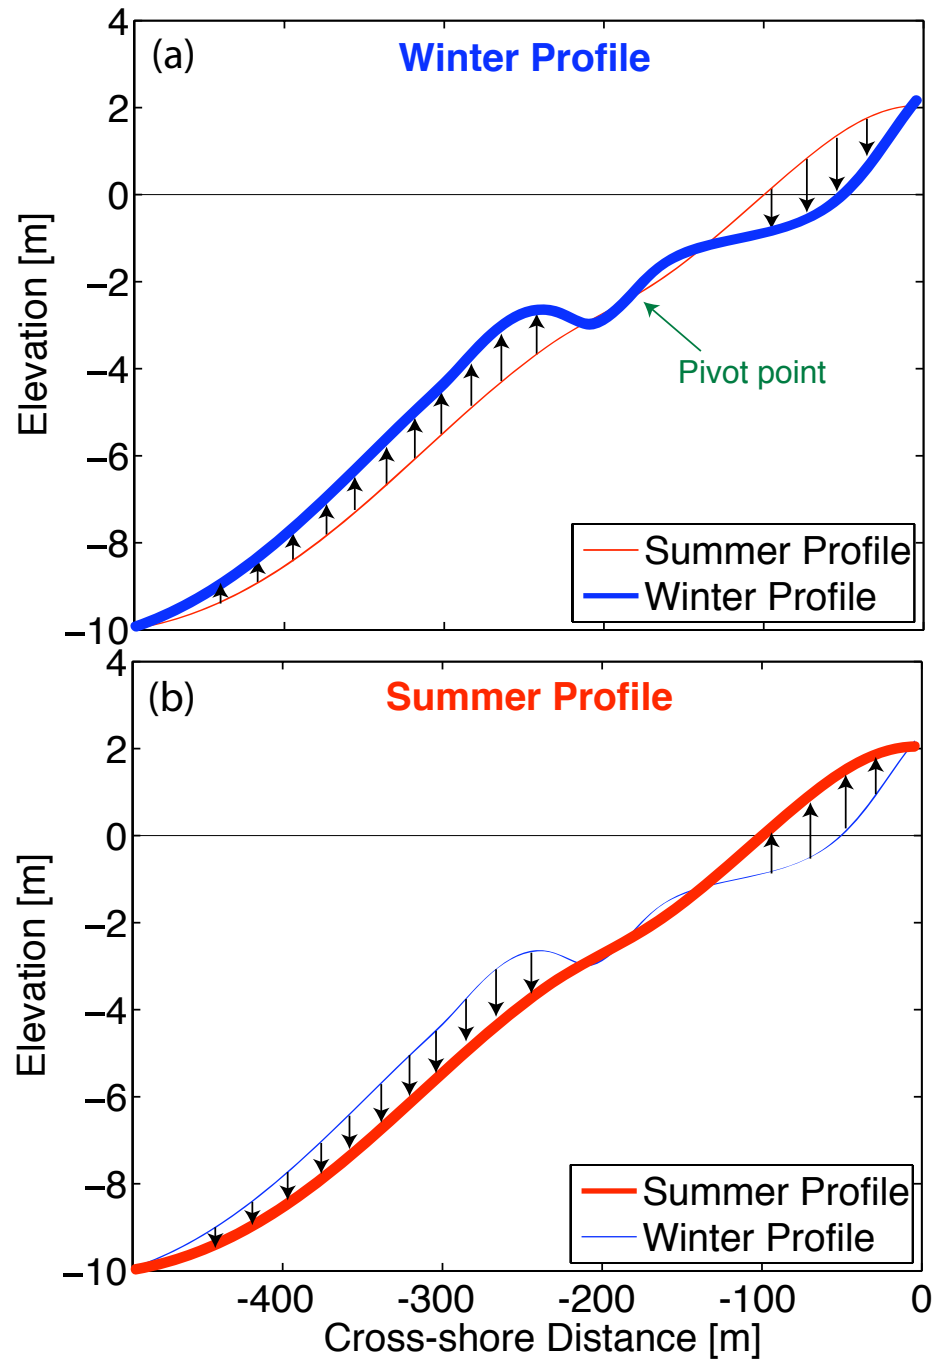 (a)
Winter Profile
4
2
0
−2
−4
−6
−8
−10
Elevation [m]
Pivot point
Summer Profile
Winter Profile
(b)
Summer Profile
4
2
0
−2
−4
−6
−8
−10
Elevation [m]
Summer Profile
Winter Profile
-400 -300 -200 -100 0
Cross-shore Distance [m]